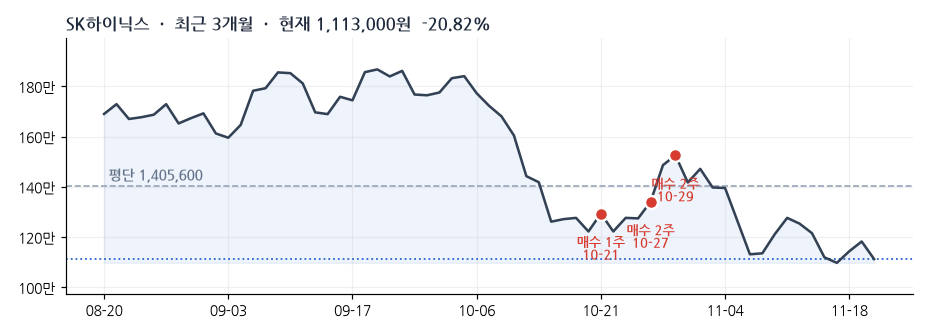 SK하이닉스 · 최근 3개월 · 현재 1,113,000원 -20.82%
180만
160만
140만
120만
100만
평단 1,405,600
매수 1주
10-21
매수 2주
10-27
매수 2주
10-29
08-20
09-03
09-17
10-06
10-21
11-04
11-18